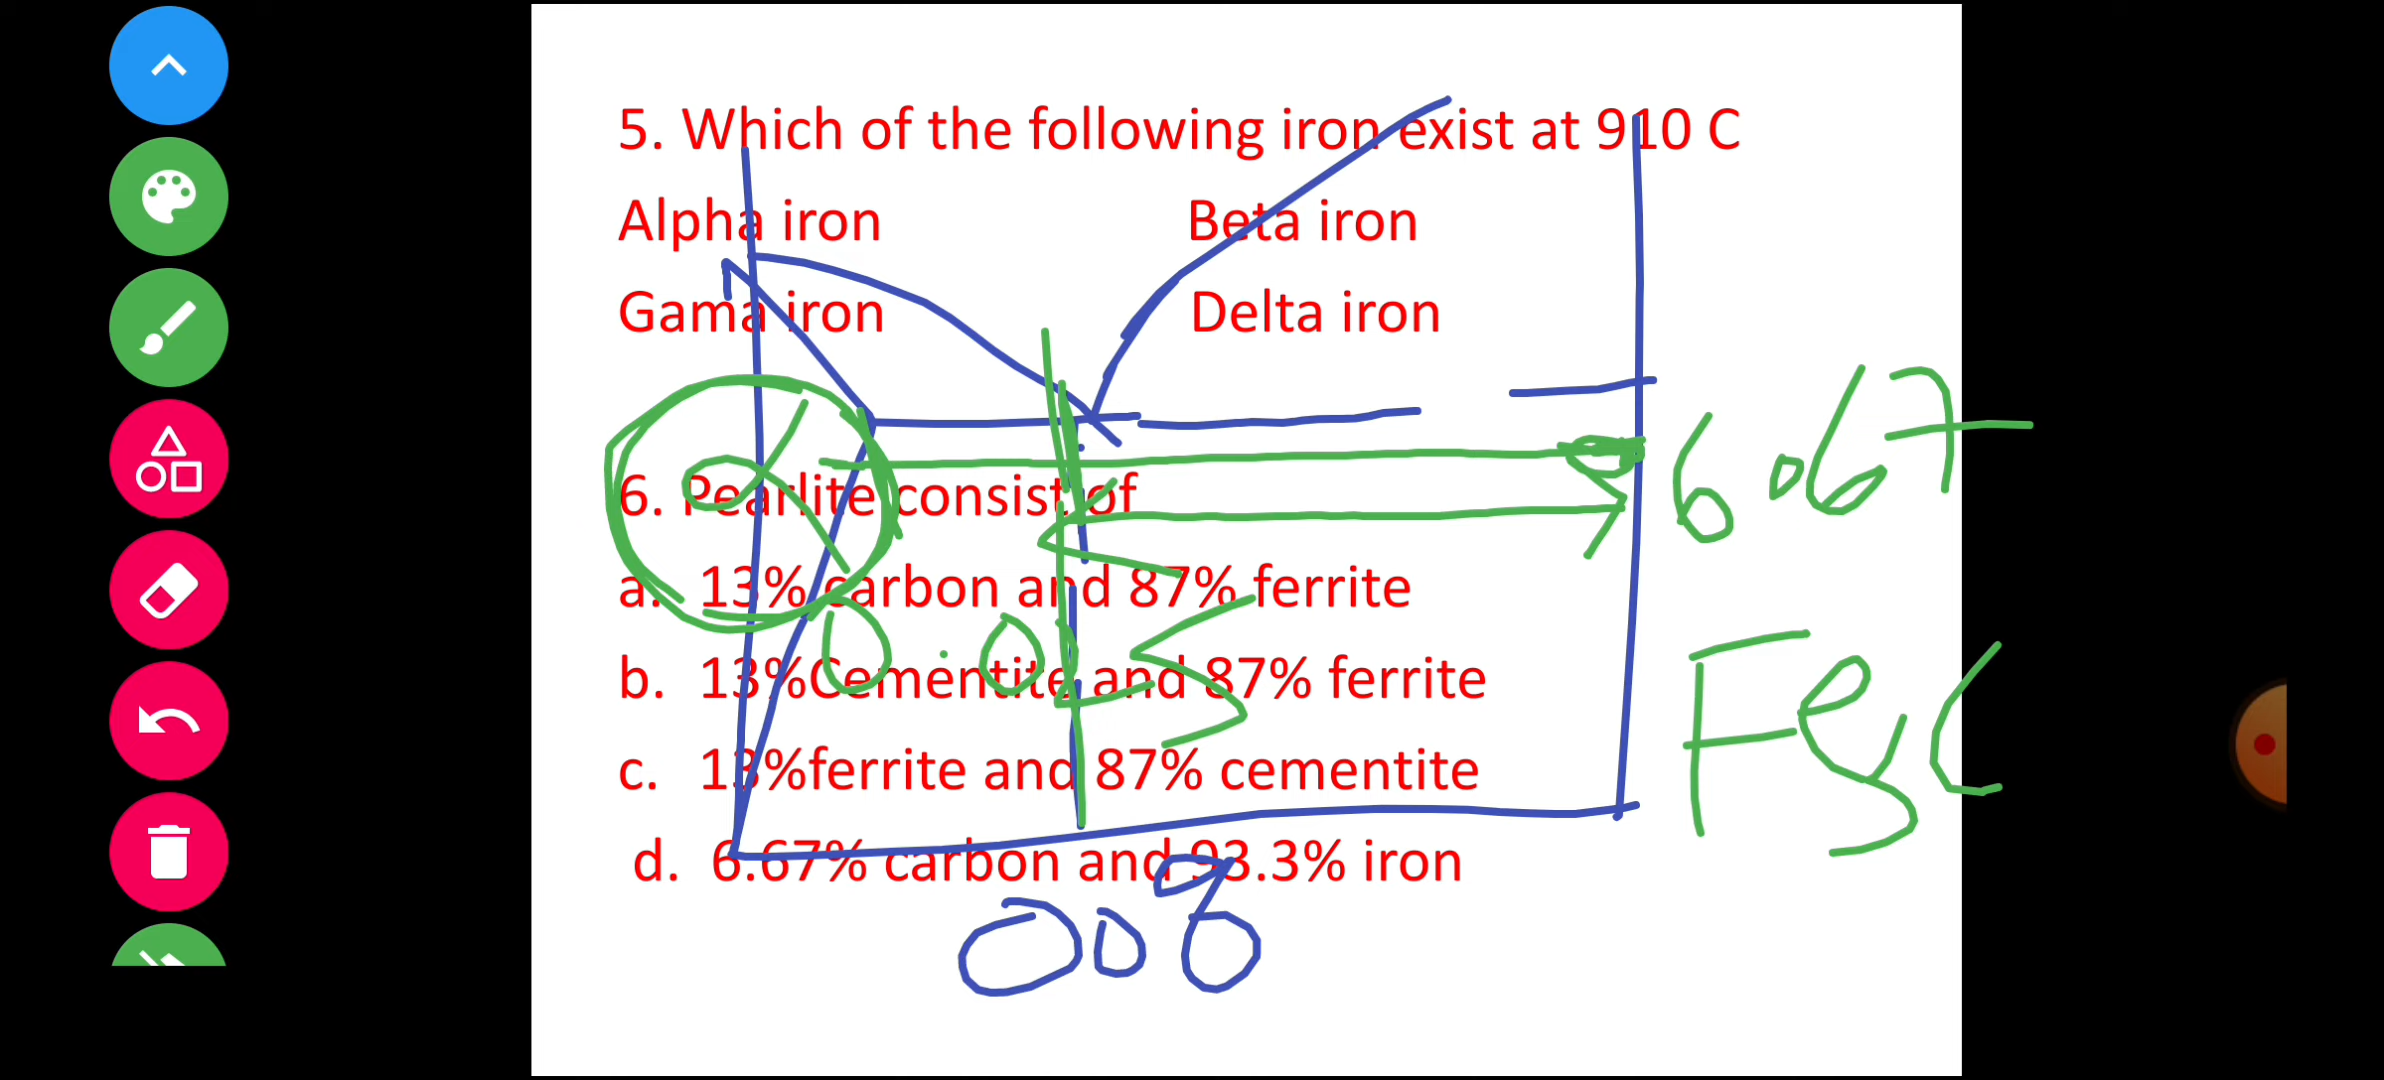 5. Which of the following iron exist at 910 C
Alpha iron Beta iron
Gama iron Delta iron
6.67
6. Pearlite consist of
α
a. 13% carbon and 87% ferrite
0.0
b. 13%Cementite and 87% ferrite
Fe3C
c. 13%ferrite and 87% cementite
d. 6.67% carbon and 93.3% iron
0.8